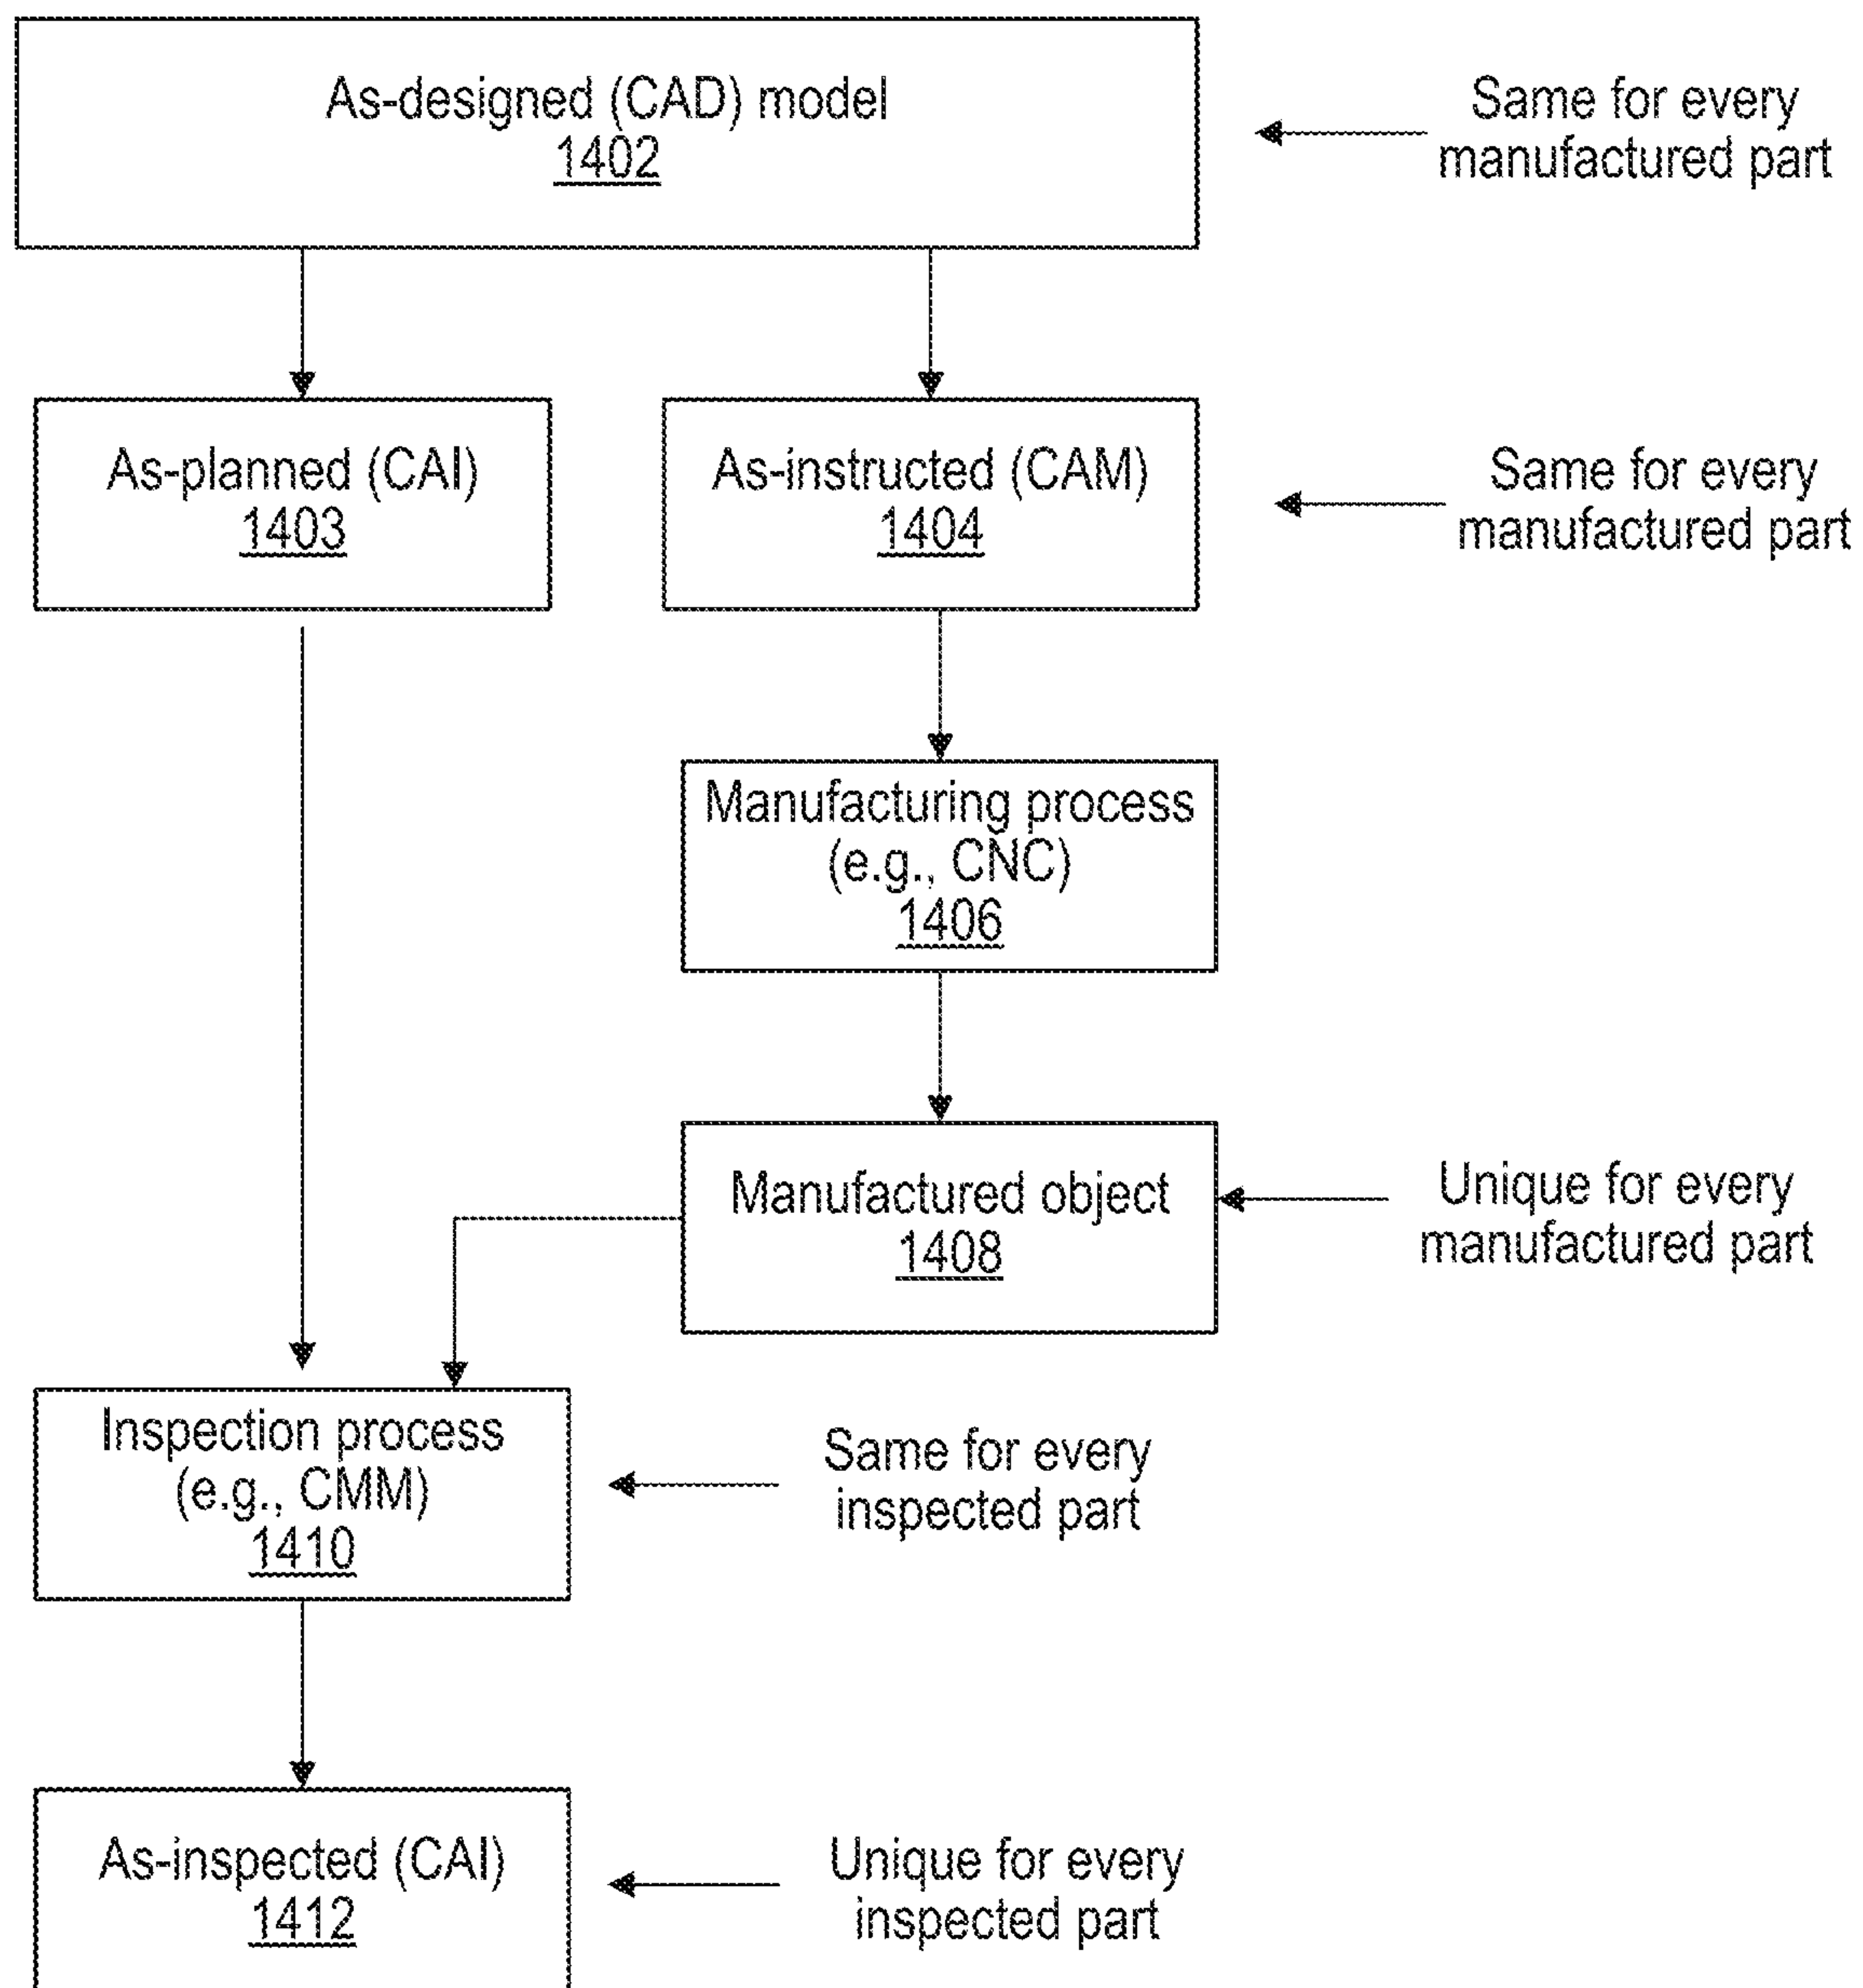 As-designed (CAD) model
1402
Same for every
manufactured part
As-planned (CAI)
1403
As-instructed (CAM)
1404
Same for every
manufactured part
Manufacturing process
(e.g., CNC)
1406
Manufactured object
1408
Unique for every
manufactured part
Inspection process
(e.g., CMM)
1410
Same for every
inspected part
As-inspected (CAI)
1412
Unique for every
inspected part